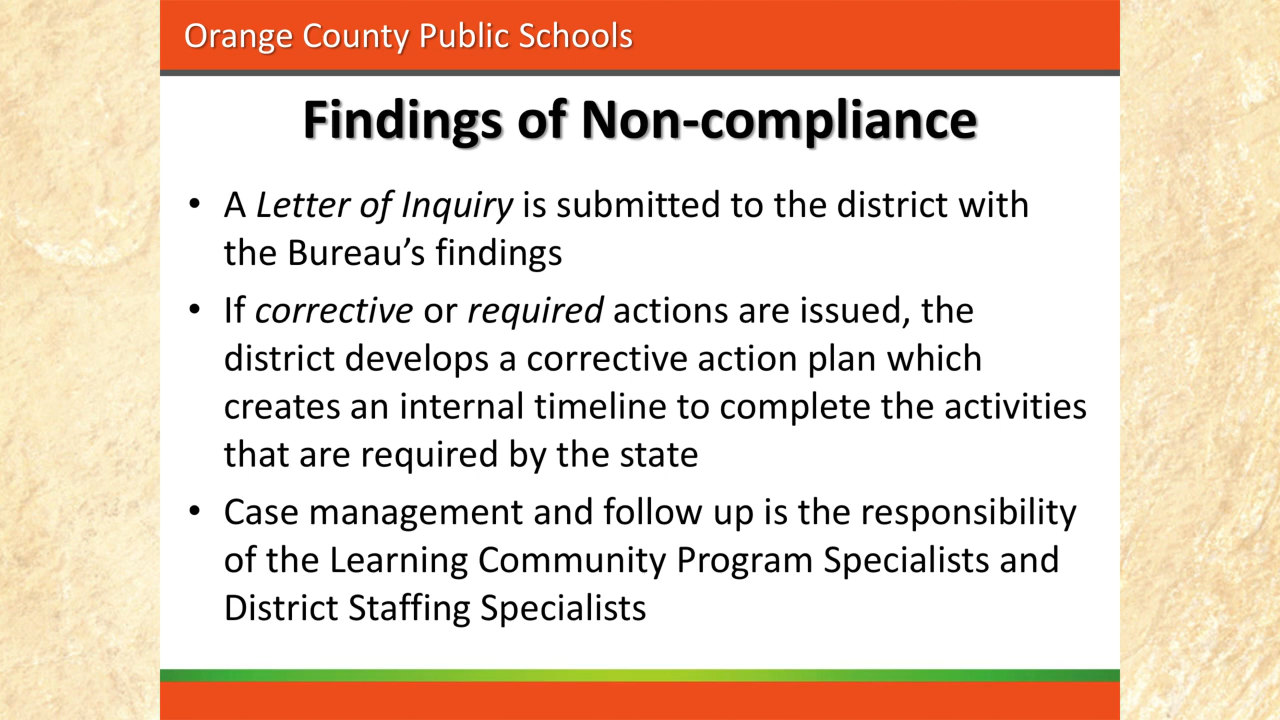 Orange County Public Schools
Findings of Non-compliance
• A Letter of Inquiry is submitted to the district with
the Bureau’s findings
• If corrective or required actions are issued, the
district develops a corrective action plan which
creates an internal timeline to complete the activities
that are required by the state
• Case management and follow up is the responsibility
of the Learning Community Program Specialists and
District Staffing Specialists